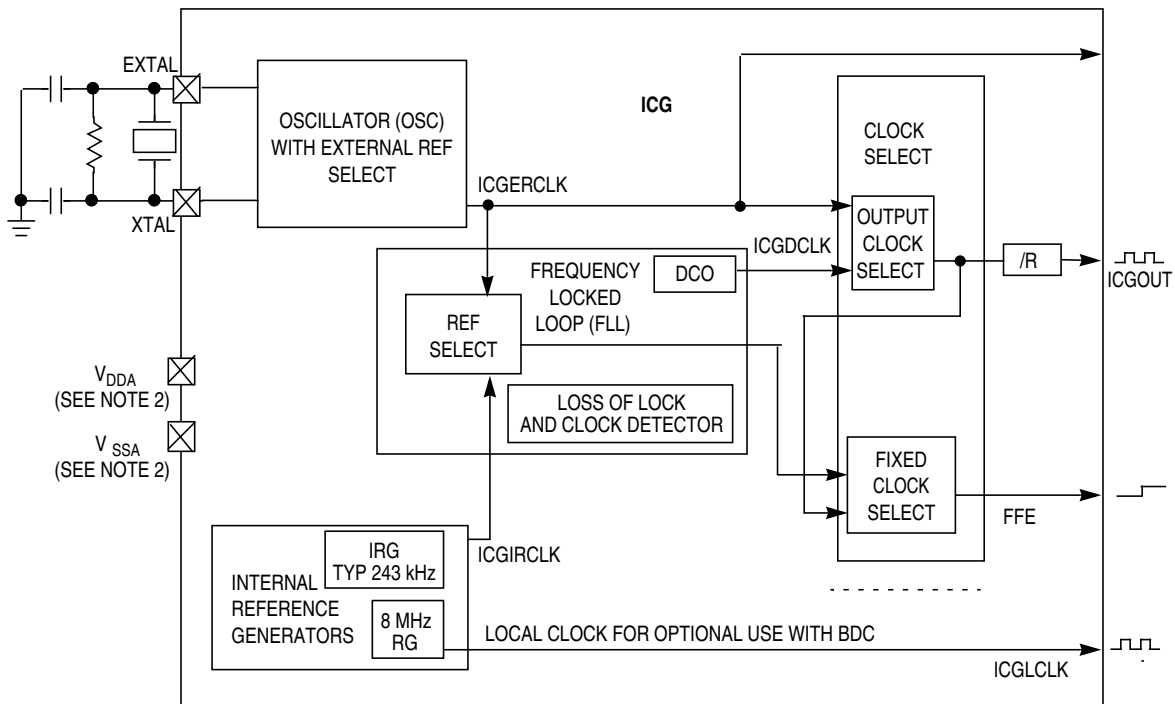 EXTAL
XTAL
OSCILLATOR (OSC)
WITH EXTERNAL REF
SELECT
ICG
ICGERCLK
CLOCK
SELECT
OUTPUT
CLOCK
SELECT
ICGDCLK
/R
ICGOUT
FREQUENCY
LOCKED
LOOP (FLL)
DCO
REF
SELECT
LOSS OF LOCK
AND CLOCK DETECTOR
VDDA
(SEE NOTE 2)
V SSA
(SEE NOTE 2)
FIXED
CLOCK
SELECT
FFE
ICGIRCLK
IRG
TYP 243 kHz
INTERNAL
REFERENCE
GENERATORS
8 MHz
RG
LOCAL CLOCK FOR OPTIONAL USE WITH BDC
ICGLCLK